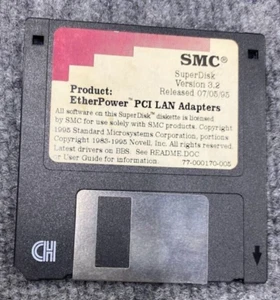 SMC®
SuperDisk
Version 3.2
Released 07/05/95
Product:
EtherPower™ PCI LAN Adapters
All software on this SuperDisk™ diskette is licensed
by SMC for use solely with SMC products. Copyright
1995 Standard Microsystems Corporation, portions
Copyright 1983-1995 Novell, Inc. All rights reserved.
Latest drivers on BBS. See README.DOC
or User Guide for information.
77-000170-005
CH